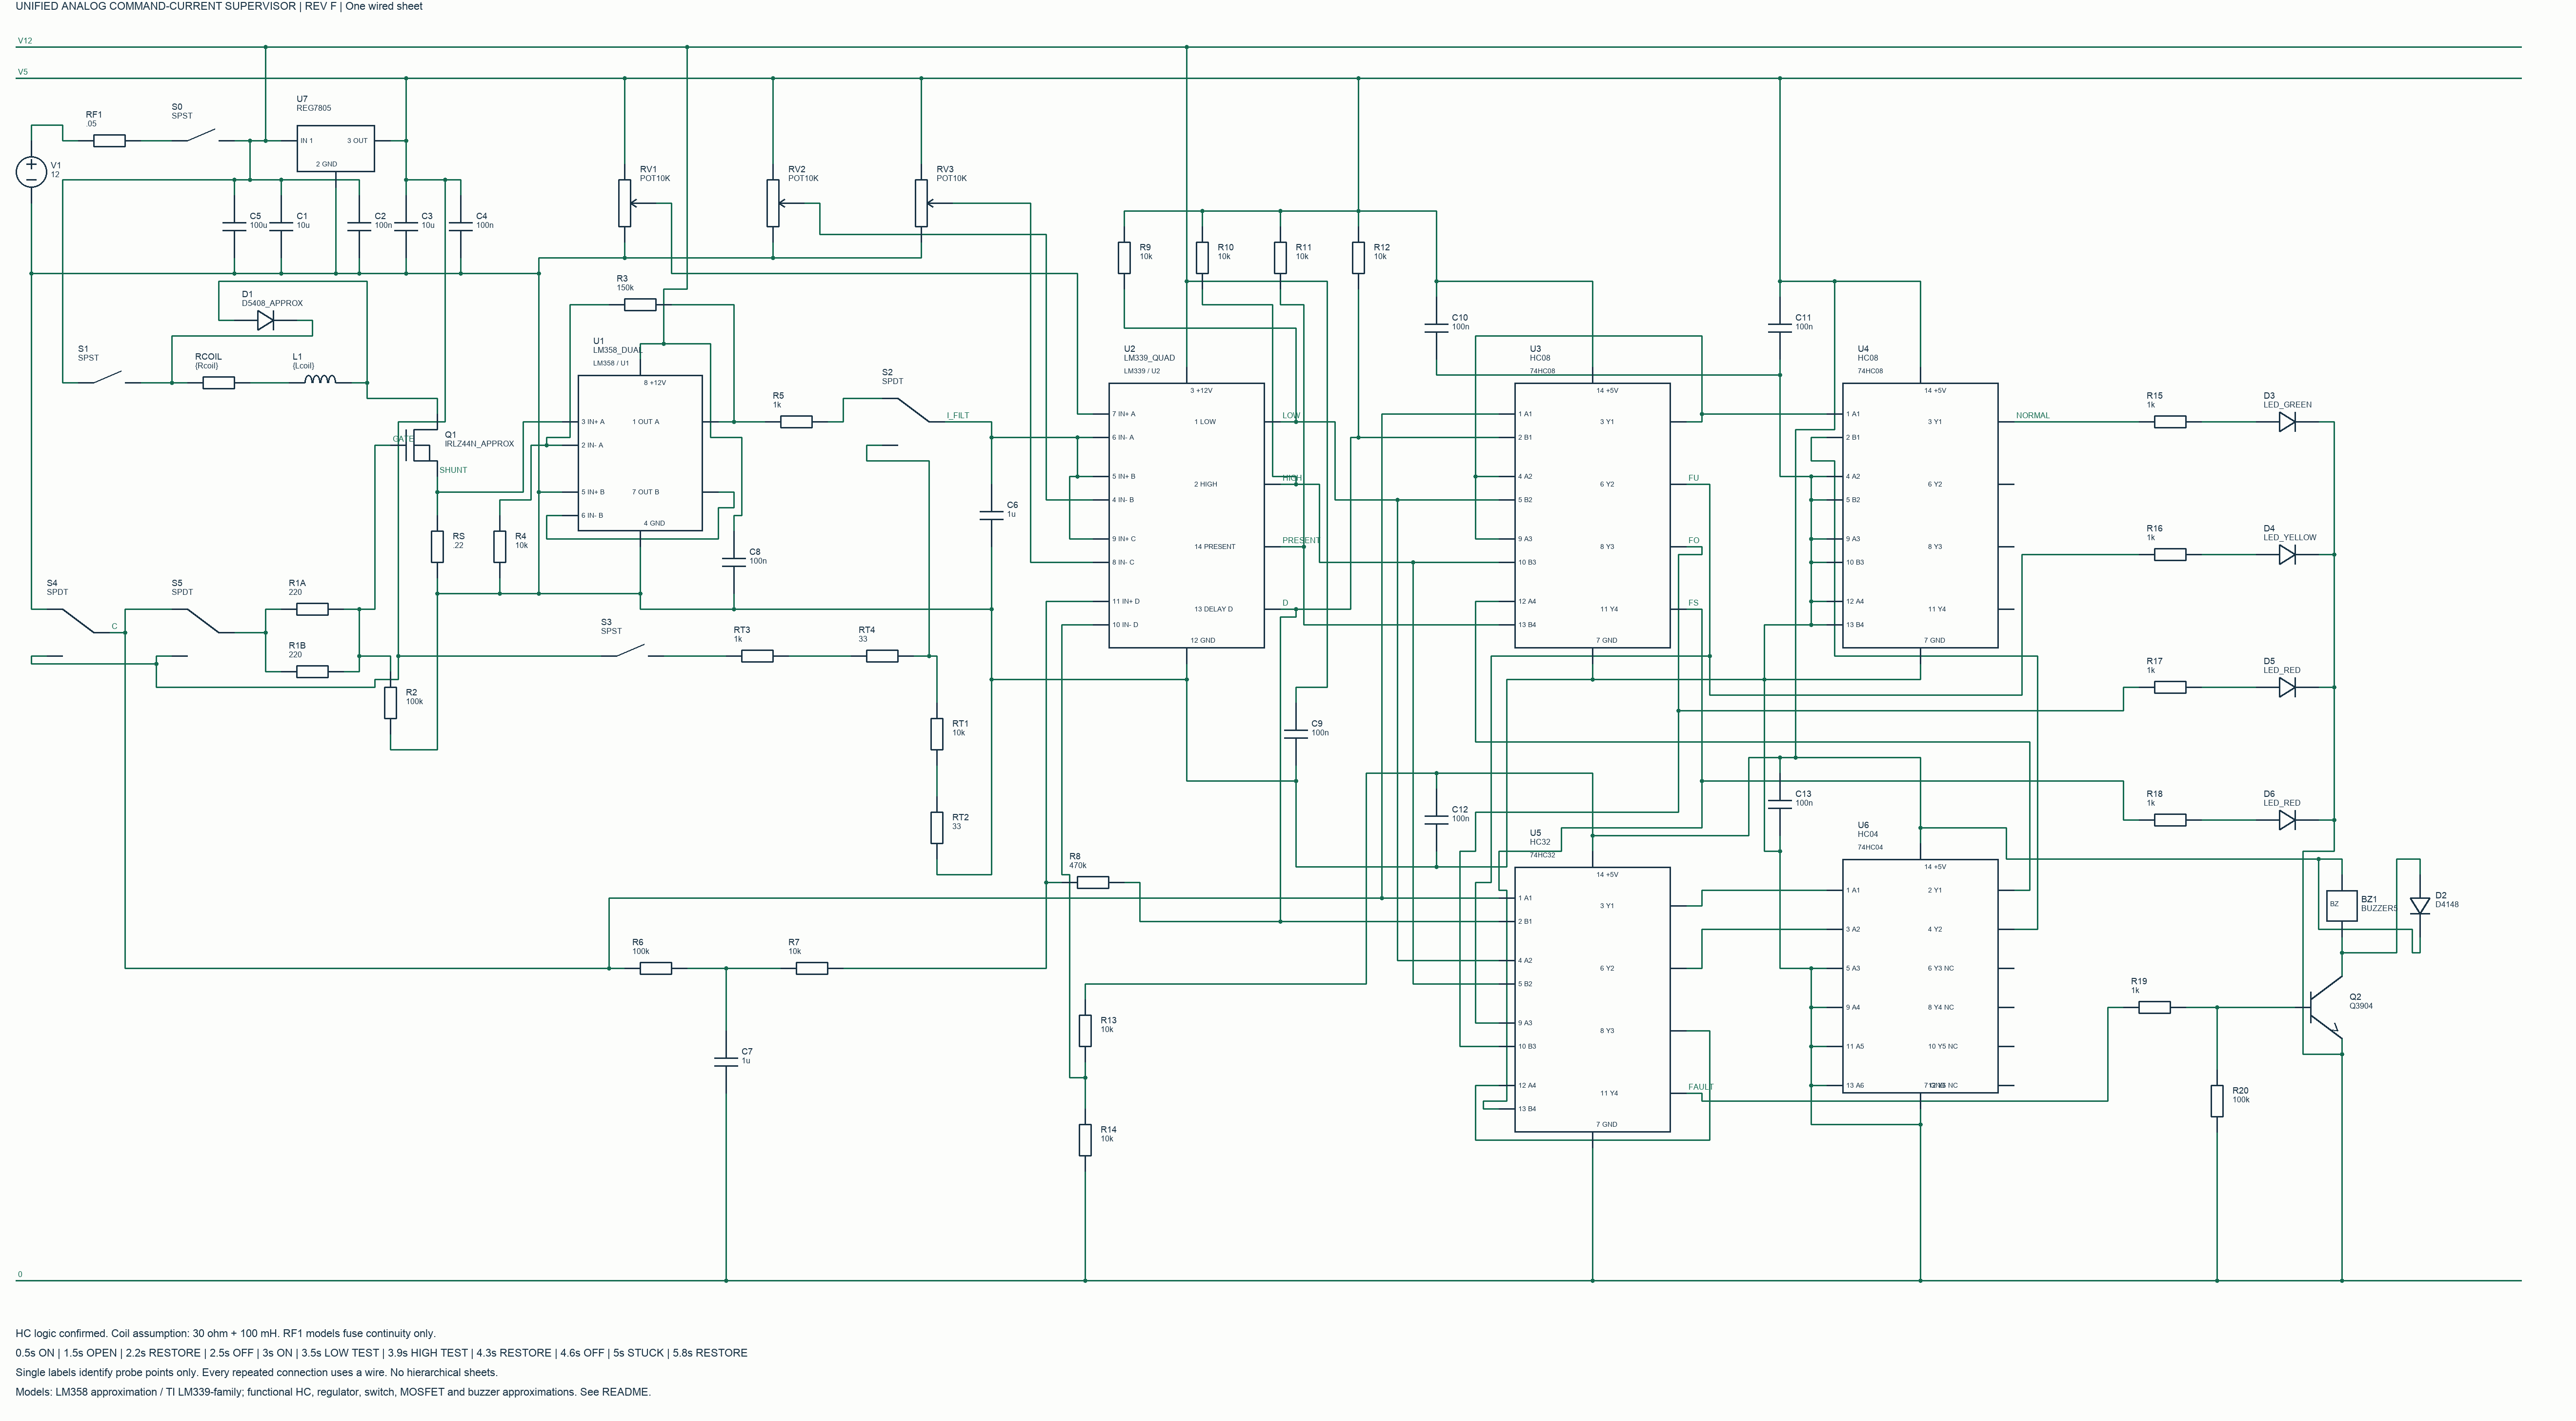 UNIFIED ANALOG COMMAND-CURRENT SUPERVISOR | REV F | One wired sheet
V12
V5
RF1
.05
S0
SPST
U7
REG7805
IN 1
3 OUT
2 GND
V1
12
C5
100u
C1
10u
C2
100n
C3
10u
C4
100n
RV1
POT10K
RV2
POT10K
RV3
POT10K
R9
10k
R10
10k
R11
10k
R12
10k
D1
D5408_APPROX
R3
150k
S1
SPST
RCOIL
{Rcoil}
L1
{Lcoil}
U1
LM358_DUAL
LM358 / U1
8 +12V
3 IN+ A
1 OUT A
2 IN- A
5 IN+ B
7 OUT B
6 IN- B
4 GND
GATE
Q1
IRLZ44N_APPROX
SHUNT
RS
.22
R4
10k
C8
100n
R5
1k
S2
SPDT
I_FILT
C6
1u
U2
LM339_QUAD
LM339 / U2
3 +12V
7 IN+ A
1 LOW
6 IN- A
5 IN+ B
2 HIGH
4 IN- B
9 IN+ C
14 PRESENT
8 IN- C
11 IN+ D
13 DELAY D
10 IN- D
12 GND
LOW
HIGH
PRESENT
D
C10
100n
C11
100n
U3
HC08
74HC08
14 +5V
1 A1
3 Y1
2 B1
4 A2
6 Y2
5 B2
9 A3
8 Y3
10 B3
12 A4
11 Y4
13 B4
7 GND
FU
FO
FS
U4
HC08
74HC08
14 +5V
1 A1
3 Y1
2 B1
4 A2
6 Y2
5 B2
9 A3
8 Y3
10 B3
12 A4
11 Y4
13 B4
7 GND
NORMAL
R15
1k
D3
LED_GREEN
R16
1k
D4
LED_YELLOW
R17
1k
D5
LED_RED
R18
1k
D6
LED_RED
S4
SPDT
C
S5
SPDT
R1A
220
R1B
220
R2
100k
S3
SPST
RT3
1k
RT4
33
RT1
10k
RT2
33
C9
100n
C12
100n
C13
100n
R8
470k
R6
100k
R7
10k
C7
1u
R13
10k
R14
10k
U5
HC32
74HC32
14 +5V
1 A1
3 Y1
2 B1
4 A2
6 Y2
5 B2
9 A3
8 Y3
10 B3
12 A4
11 Y4
13 B4
7 GND
FAULT
U6
HC04
74HC04
14 +5V
1 A1
2 Y1
3 A2
4 Y2
5 A3
6 Y3 NC
9 A4
8 Y4 NC
11 A5
10 Y5 NC
13 A6
NC
BZ
BZ1
BUZZER5
D2
D4148
R19
1k
Q2
Q3904
R20
100k
0
HC logic confirmed. Coil assumption: 30 ohm + 100 mH. RF1 models fuse continuity only.
0.5s ON | 1.5s OPEN | 2.2s RESTORE | 2.5s OFF | 3s ON | 3.5s LOW TEST | 3.9s HIGH TEST | 4.3s RESTORE | 4.6s OFF | 5s STUCK | 5.8s RESTORE
Single labels identify probe points only. Every repeated connection uses a wire. No hierarchical sheets.
Models: LM358 approximation / TI LM339-family; functional HC, regulator, switch, MOSFET and buzzer approximations. See README.